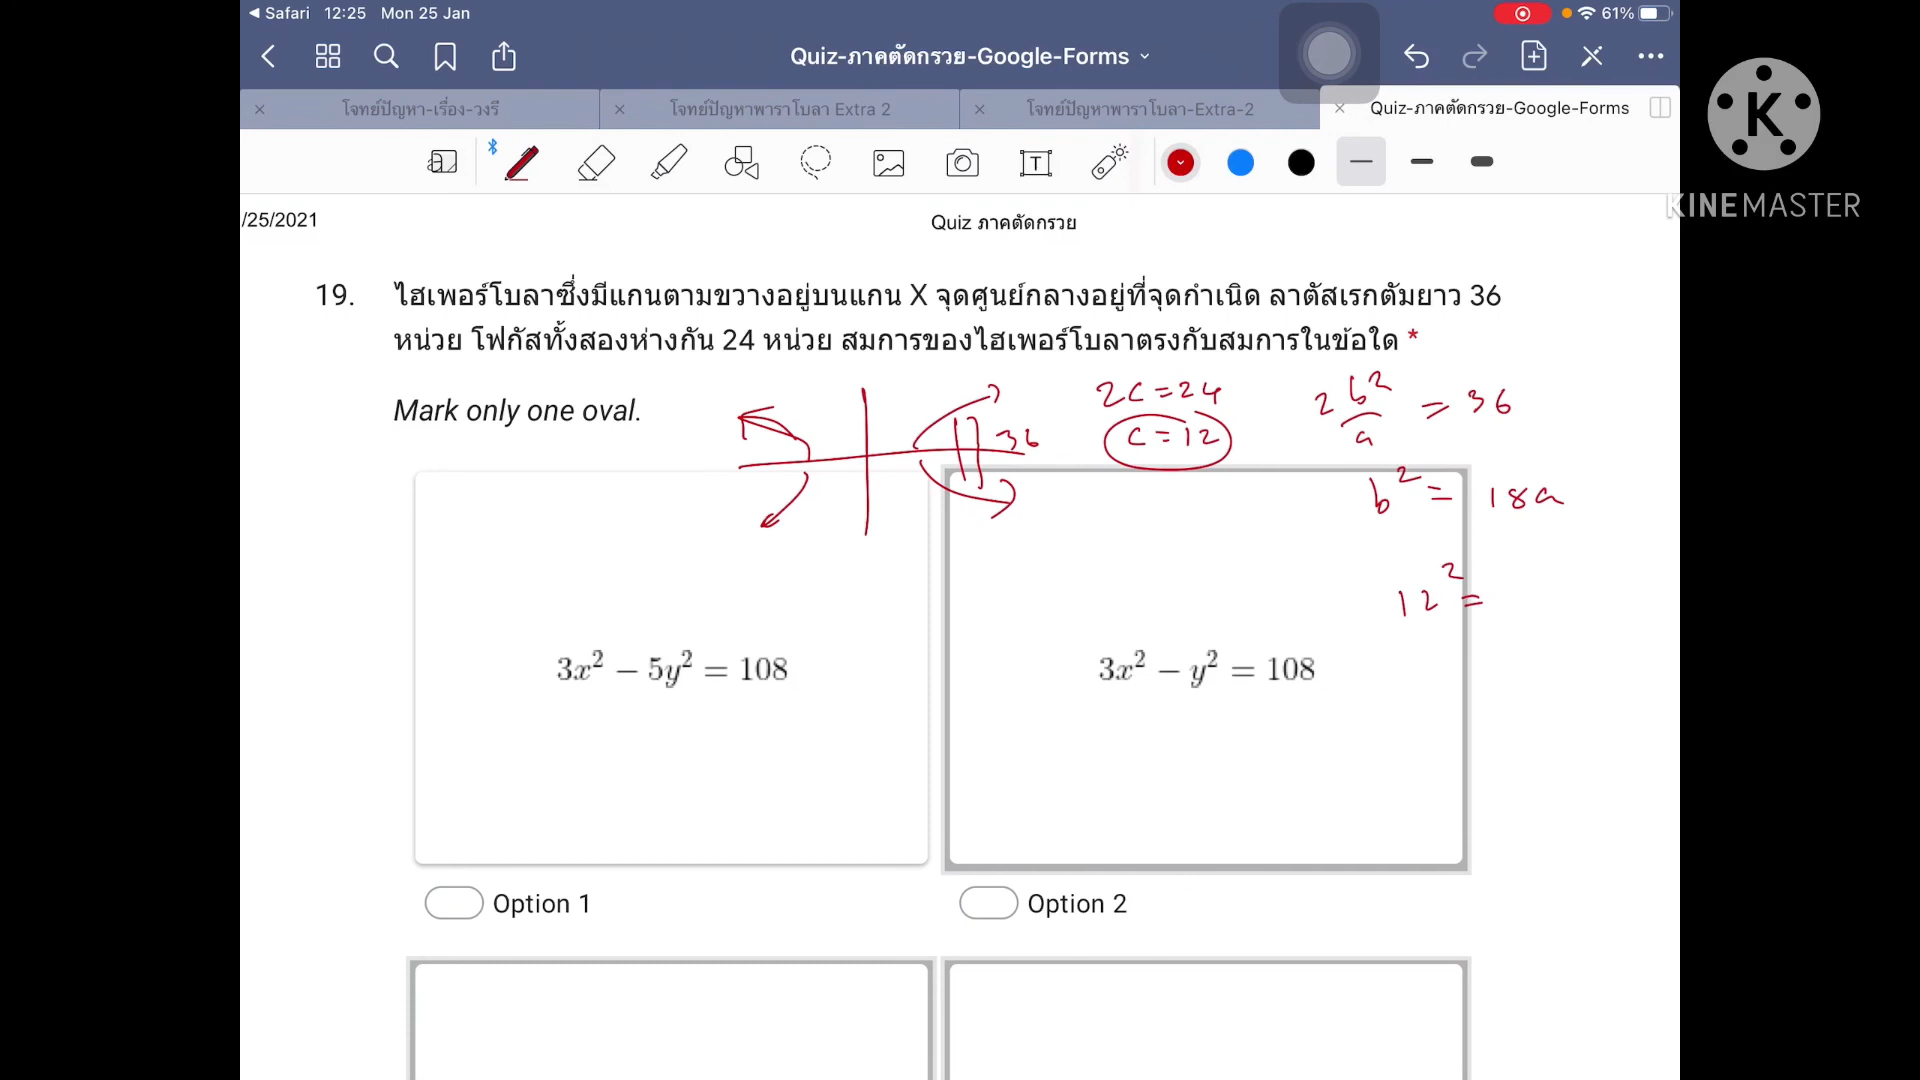 Safari 12:25 Mon 25 Jan
61%
Quiz-ภาคตัดกรวย-Google-Forms
โจทย์ปัญหา-เรื่อง-วงรี
โจทย์ปัญหาพาราโบลา Extra 2
โจทย์ปัญหาพาราโบลา-Extra-2
Quiz-ภาคตัดกรวย-Google-Forms
K
KINEMASTER
a
T
/25/2021
Quiz ภาคตัดกรวย
19. ไฮเพอร์โบลาซึ่งมีแกนตามขวางอยู่บนแกน X จุดศูนย์กลางอยู่ที่จุดกำเนิด ลาตัสเรกตัมยาว 36
หน่วย โฟกัสทั้งสองห่างกัน 24 หน่วย สมการของไฮเพอร์โบลาตรงกับสมการในข้อใด *
Mark only one oval.
36
2c = 24
c = 12
2 b² / a = 36
b² = 18a
12² =
3x² − 5y² = 108
3x² − y² = 108
Option 1
Option 2